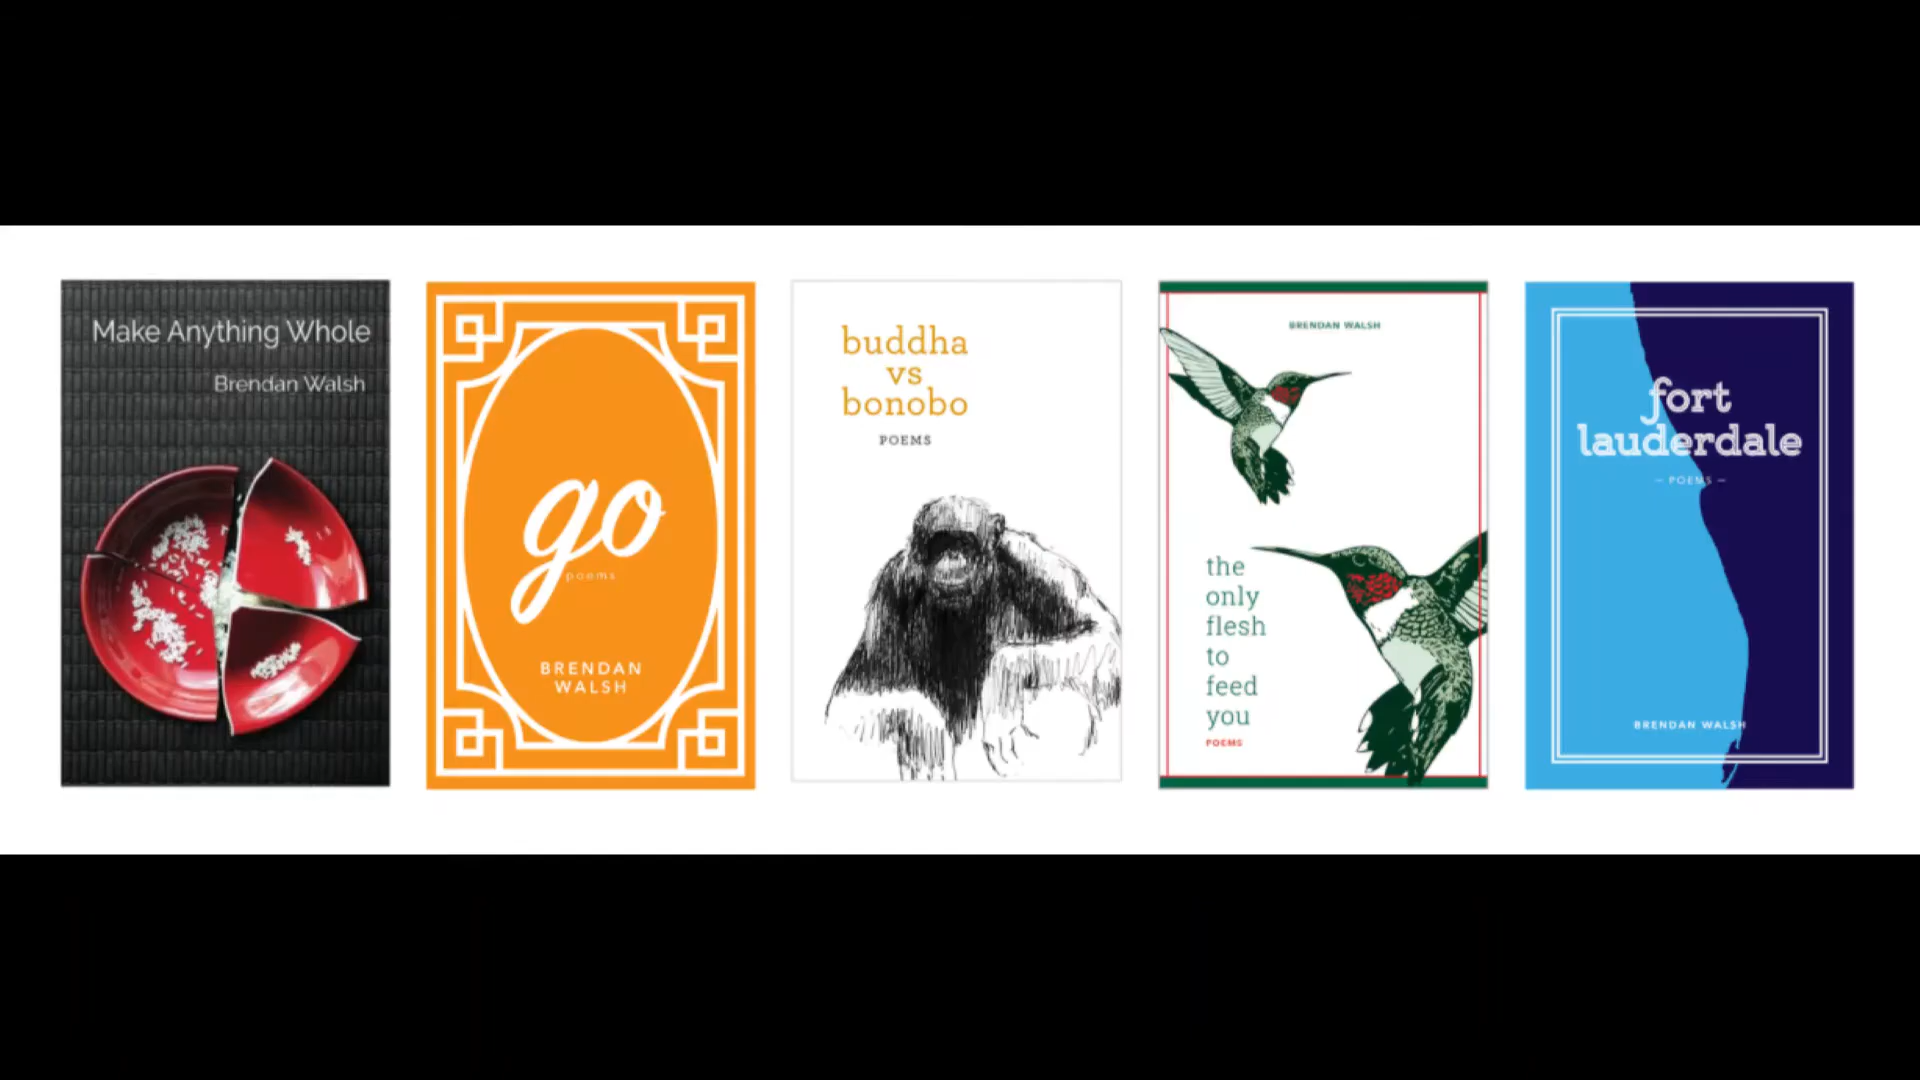 Make Anything Whole
Brendan Walsh
go
poems
BRENDAN
WALSH
buddha
vs
bonobo
POEMS
BRENDAN WALSH
the
only
flesh
to
feed
you
POEMS
fort
lauderdale
– POEMS –
BRENDAN WALSH